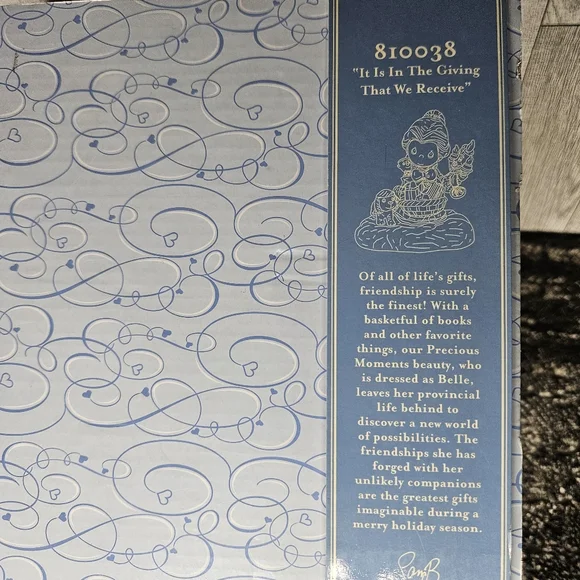 810038
"It Is In The Giving
That We Receive"
Of all of life's gifts,
friendship is surely
the finest! With a
basketful of books
and other favorite
things, our Precious
Moments beauty, who
is dressed as Belle,
leaves her provincial
life behind to
discover a new world
of possibilities. The
friendships she has
forged with her
unlikely companions
are the greatest gifts
imaginable during a
merry holiday season.